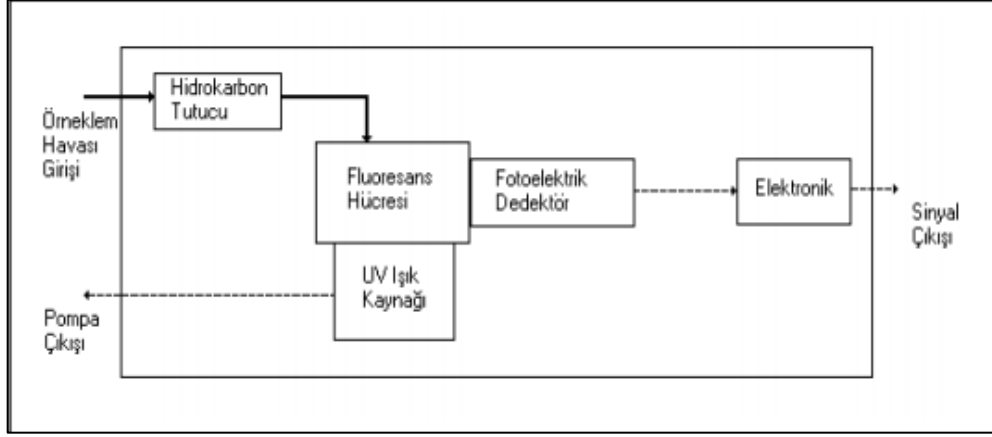 Hidrokarbon
Tutucu
Örneklem
Havası
Girişi
Fluoresans
Hücresi
Fotoelektrik
Dedektör
Elektronik
Sinyal
Çıkışı
UV Işık
Kaynağı
Pompa
Çıkışı